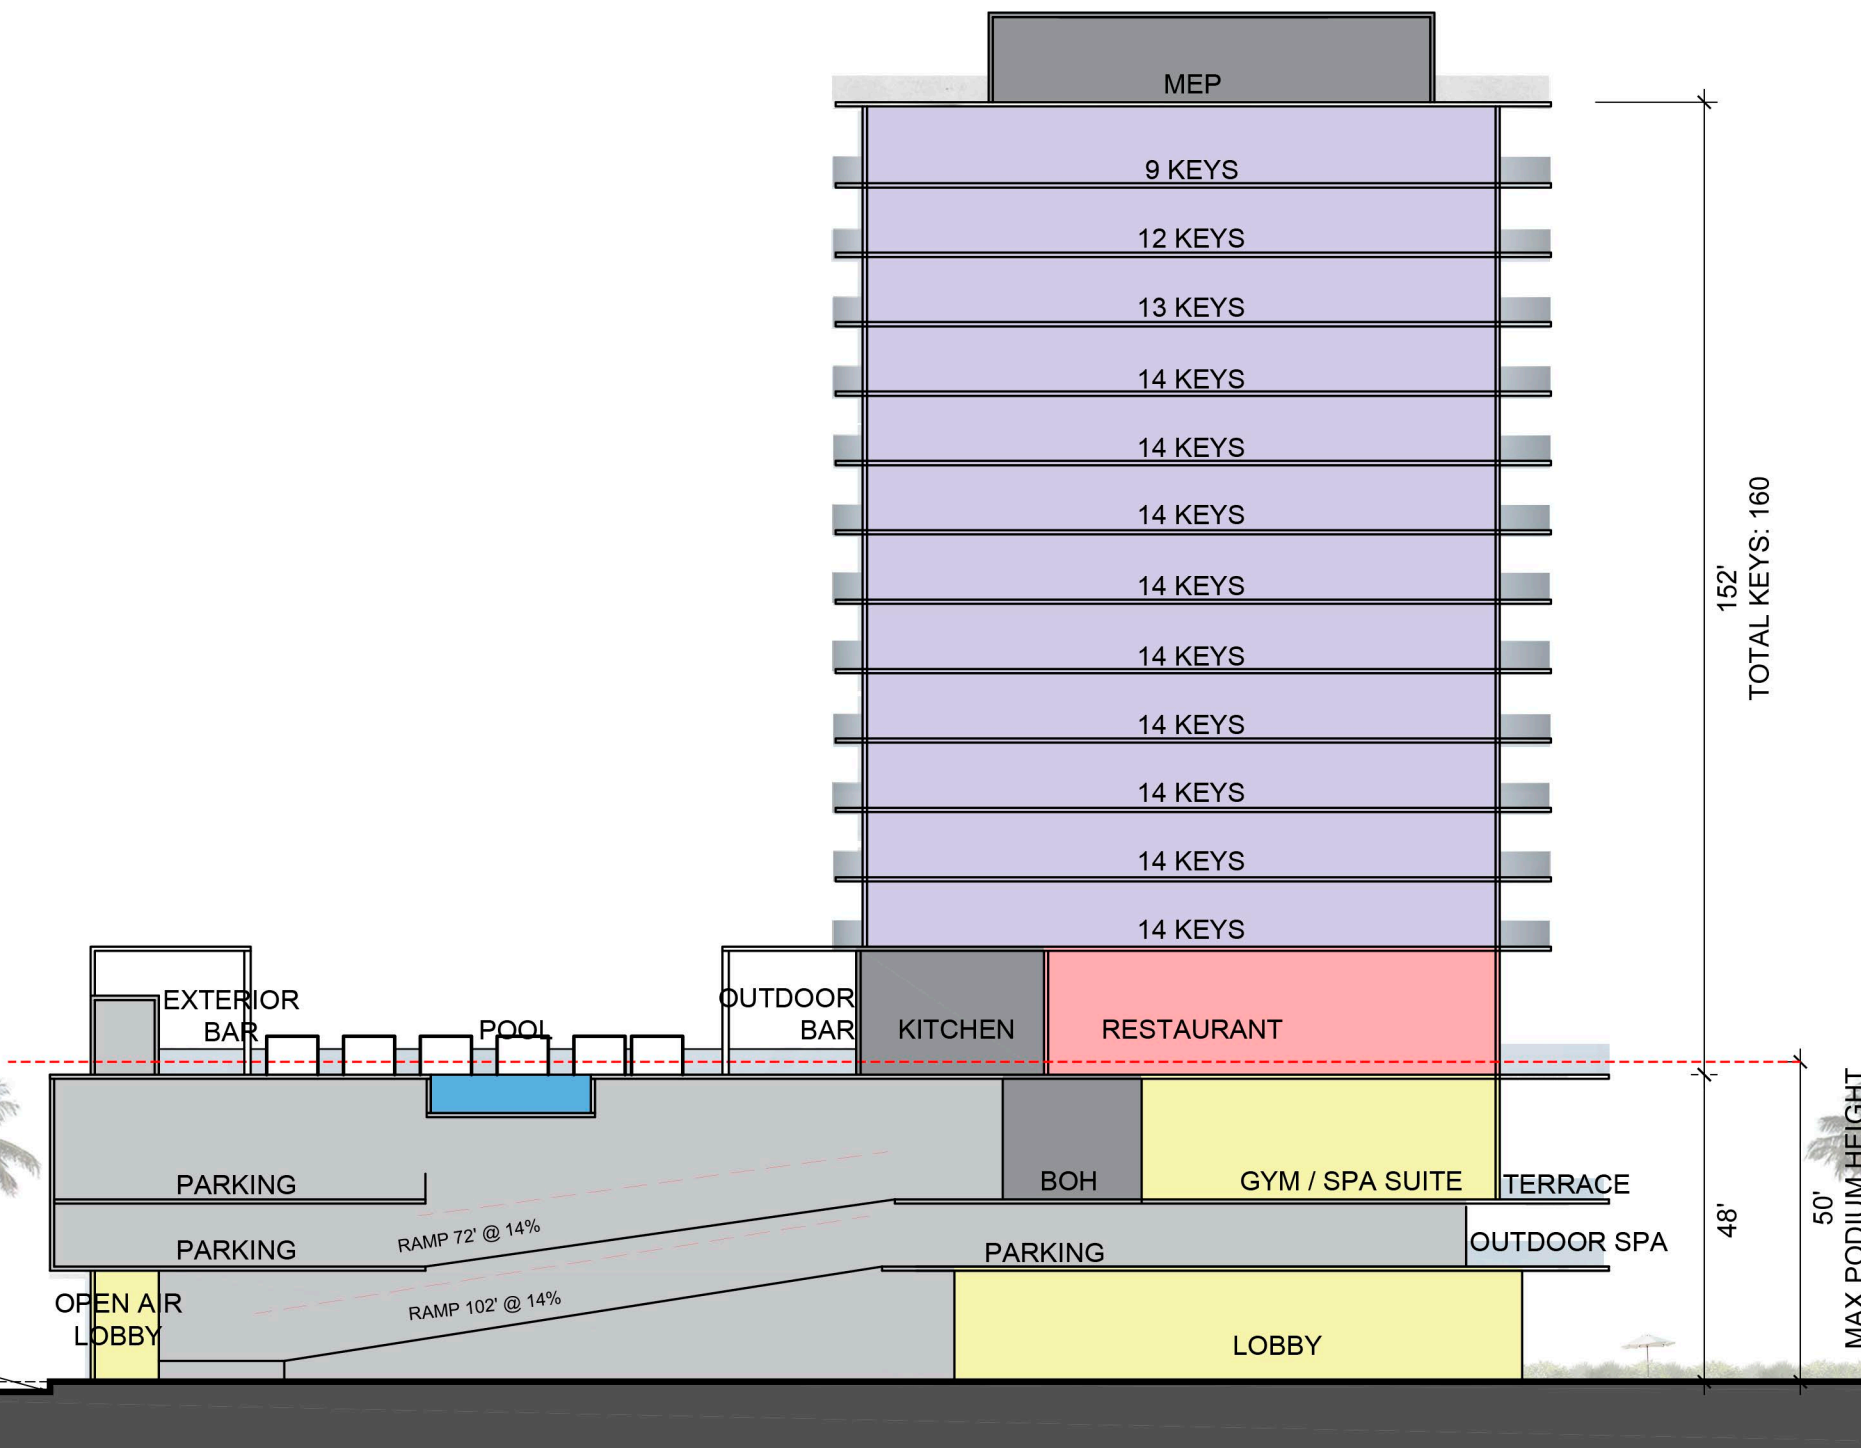 MEP
9 KEYS
12 KEYS
13 KEYS
14 KEYS
14 KEYS
14 KEYS
14 KEYS
14 KEYS
14 KEYS
14 KEYS
14 KEYS
14 KEYS
152'
TOTAL KEYS: 160
EXTERIOR
BAR
POOL
OUTDOOR
BAR
KITCHEN
RESTAURANT
PARKING
BOH
GYM / SPA SUITE
TERRACE
RAMP 72' @ 14%
PARKING
PARKING
OUTDOOR SPA
OPEN AIR
LOBBY
RAMP 102' @ 14%
LOBBY
48'
50'
MAX PODIUM HEIGHT